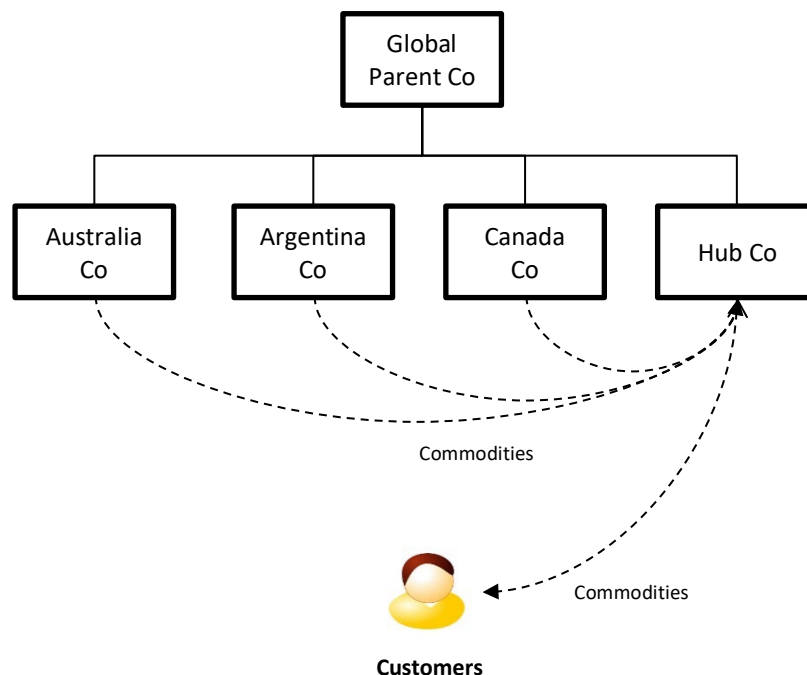 Global
Parent Co
Australia
Co
Argentina
Co
Canada
Co
Hub Co
Commodities
Commodities
Customers